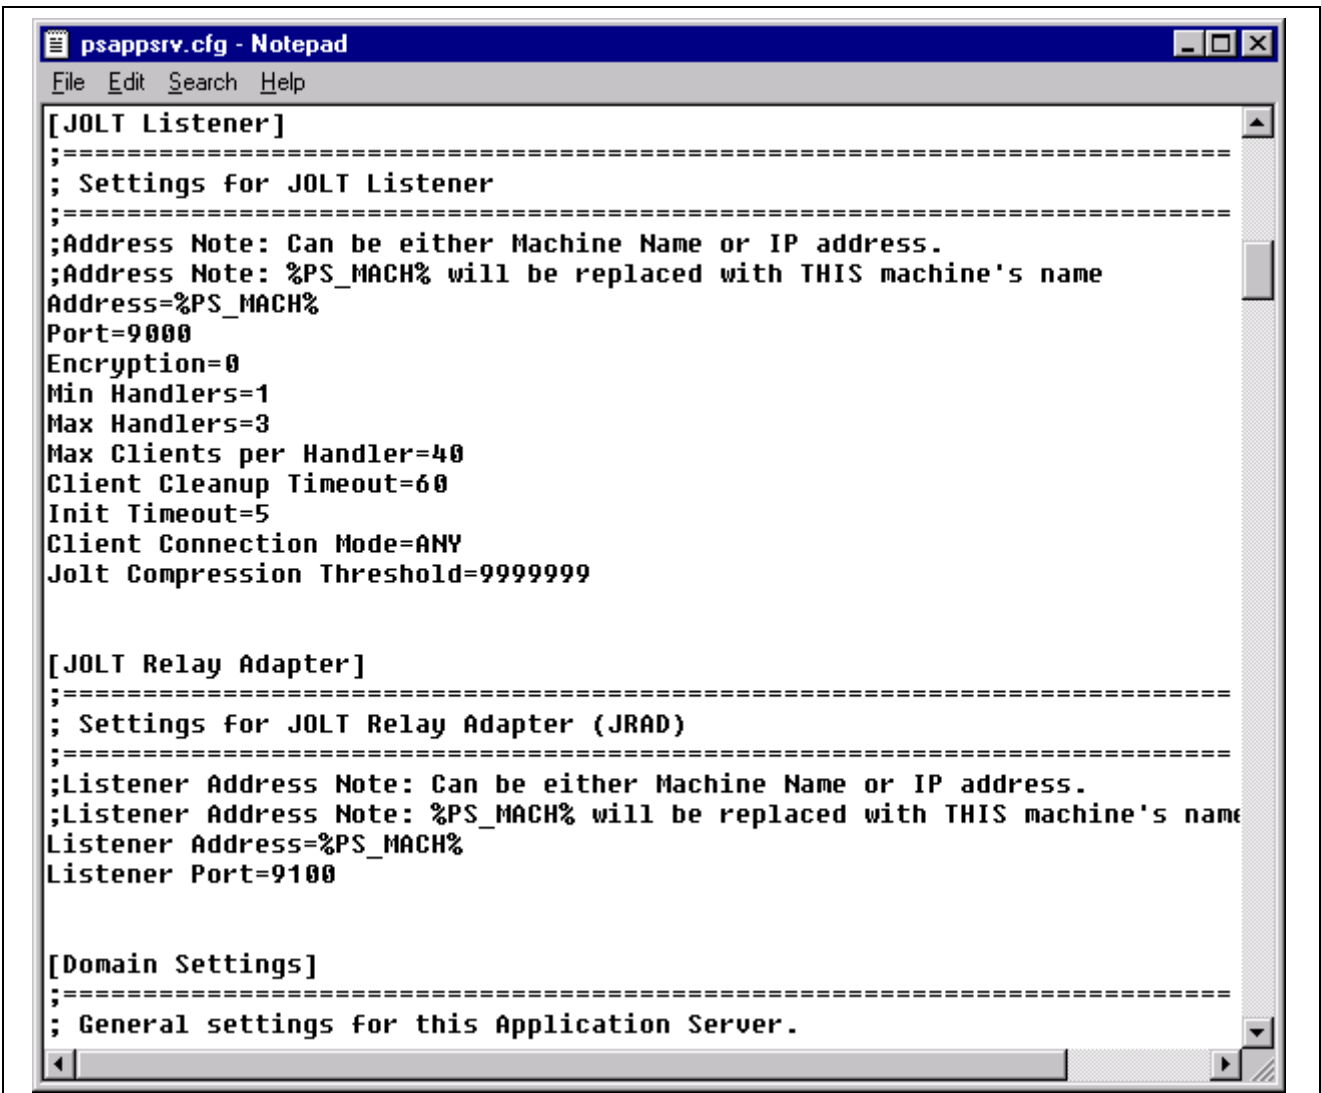 psappsrv.cfg - Notepad
File Edit Search Help
[JOLT Listener]
;=========================================================================
; Settings for JOLT Listener
;=========================================================================
;Address Note: Can be either Machine Name or IP address.
;Address Note: %PS_MACH% will be replaced with THIS machine's name
Address=%PS_MACH%
Port=9000
Encryption=0
Min Handlers=1
Max Handlers=3
Max Clients per Handler=40
Client Cleanup Timeout=60
Init Timeout=5
Client Connection Mode=ANY
Jolt Compression Threshold=9999999
[JOLT Relay Adapter]
;=========================================================================
; Settings for JOLT Relay Adapter (JRAD)
;=========================================================================
;Listener Address Note: Can be either Machine Name or IP address.
;Listener Address Note: %PS_MACH% will be replaced with THIS machine's name
Listener Address=%PS_MACH%
Listener Port=9100
[Domain Settings]
;=========================================================================
; General settings for this Application Server.